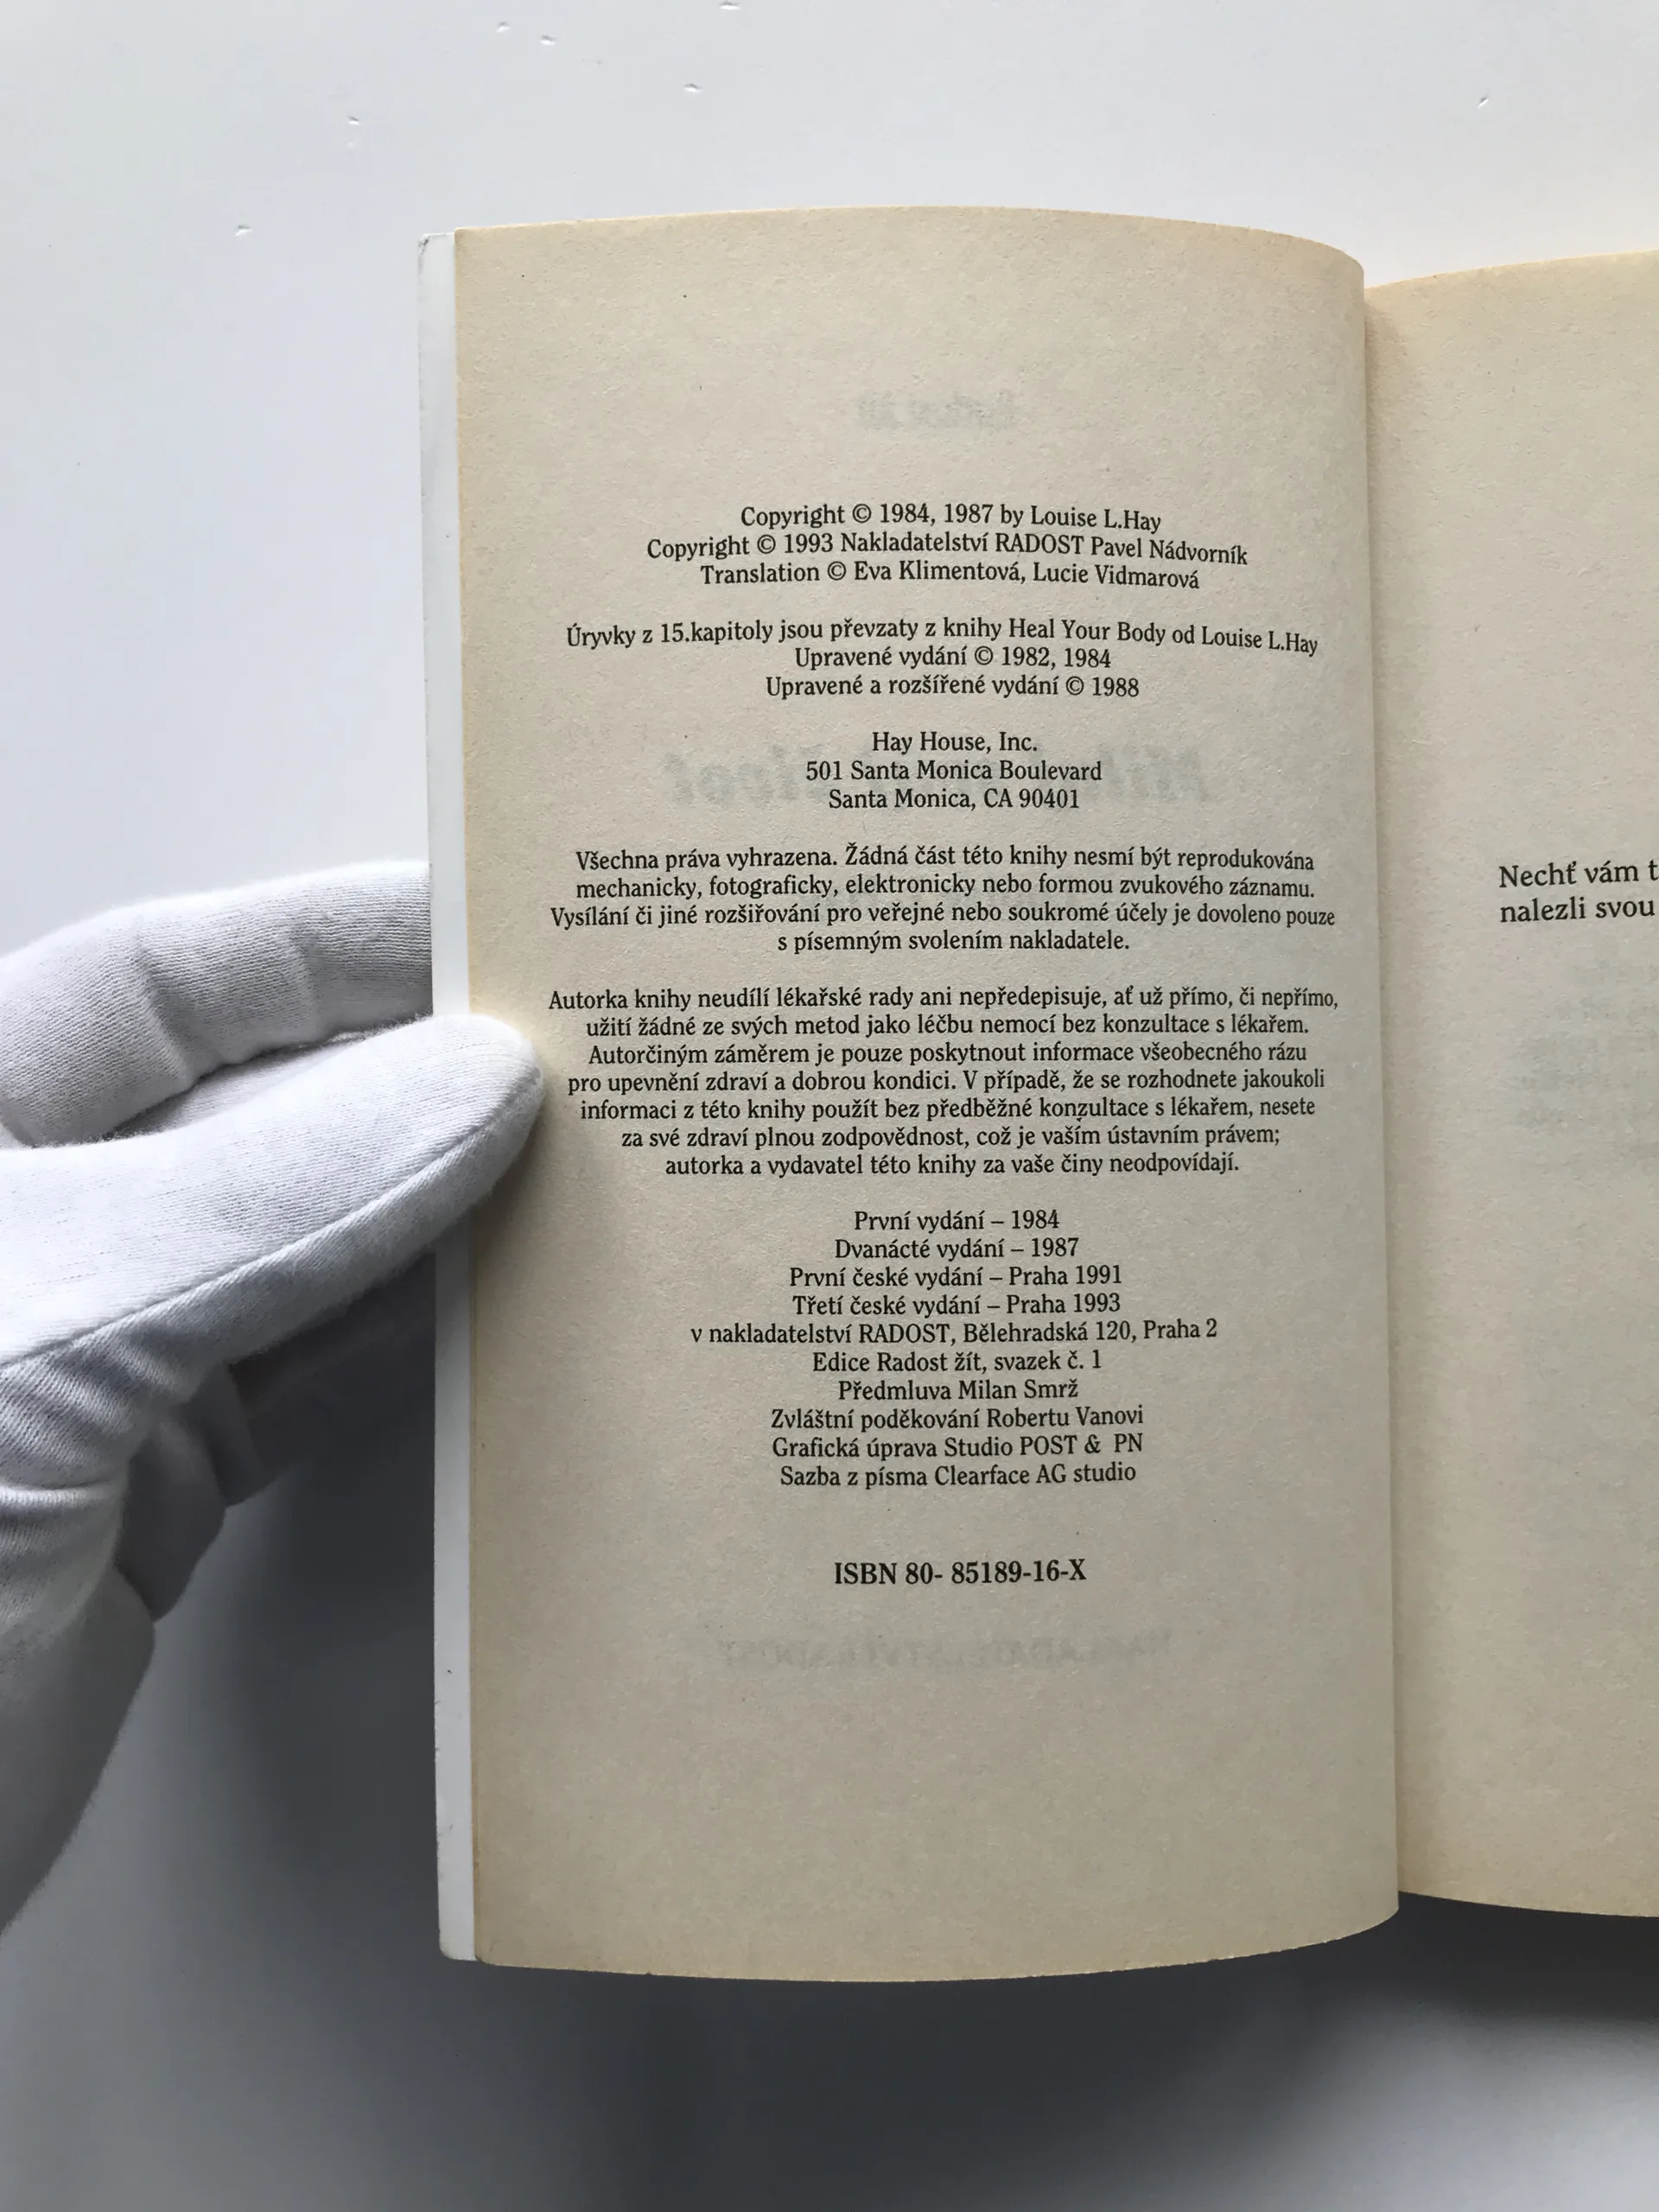 Copyright © 1984, 1987 by Louise L.Hay
Copyright © 1993 Nakladatelství RADOST Pavel Nádvorník
Translation © Eva Klimentová, Lucie Vidmarová
Úryvky z 15.kapitoly jsou převzaty z knihy Heal Your Body od Louise L.Hay
Upravené vydání © 1982, 1984
Upravené a rozšířené vydání © 1988
Hay House, Inc.
501 Santa Monica Boulevard
Santa Monica, CA 90401
Všechna práva vyhrazena. Žádná část této knihy nesmí být reprodukována
mechanicky, fotograficky, elektronicky nebo formou zvukového záznamu.
Vysílání či jiné rozšiřování pro veřejné nebo soukromé účely je dovoleno pouze
s písemným svolením nakladatele.
Autorka knihy neudílí lékařské rady ani nepředepisuje, ať už přímo, či nepřímo,
užití žádné ze svých metod jako léčbu nemocí bez konzultace s lékařem.
Autorčiným záměrem je pouze poskytnout informace všeobecného rázu
pro upevnění zdraví a dobrou kondici. V případě, že se rozhodnete jakoukoli
informaci z této knihy použít bez předběžné konzultace s lékařem, nesete
za své zdraví plnou zodpovědnost, což je vaším ústavním právem;
autorka a vydavatel této knihy za vaše činy neodpovídají.
První vydání – 1984
Dvanácté vydání – 1987
První české vydání – Praha 1991
Třetí české vydání – Praha 1993
v nakladatelství RADOST, Bělehradská 120, Praha 2
Edice Radost žít, svazek č. 1
Předmluva Milan Smrž
Zvláštní poděkování Robertu Vanovi
Grafická úprava Studio POST & PN
Sazba z písma Clearface AG studio
ISBN 80- 85189-16-X
Nechť vám
nalezli svou